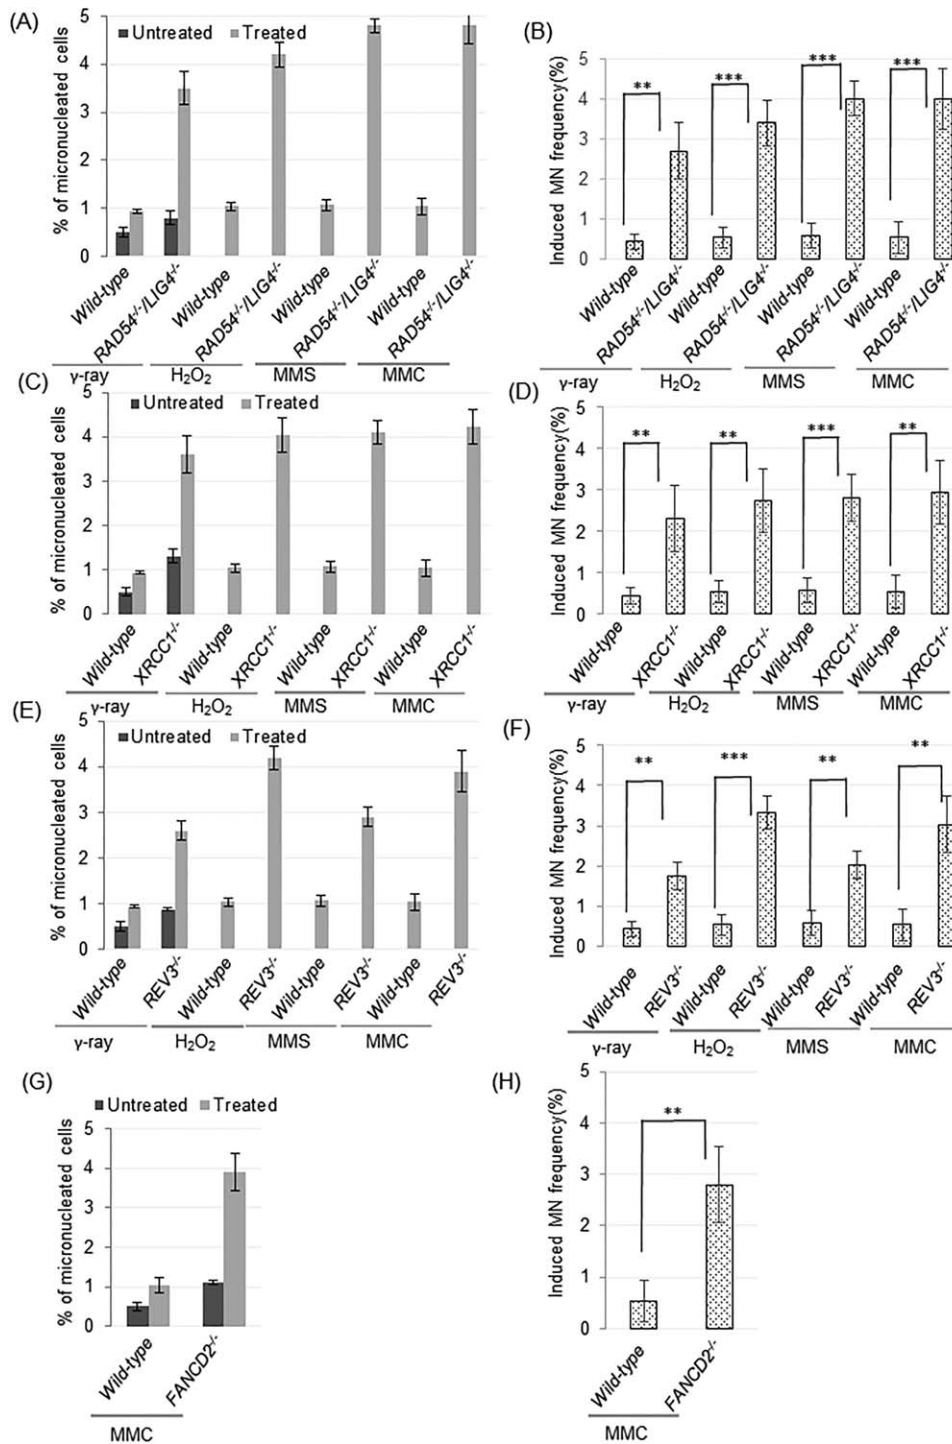 (A)
% of micronucleated cells
5
4
3
2
1
0
Untreated Treated
Wild-type RAD54-/-/LIG4-/- Wild-type RAD54-/-/LIG4-/- Wild-type RAD54-/-/LIG4-/- Wild-type RAD54-/-/LIG4-/-
γ-ray H₂O₂ MMS MMC
(B)
Induced MN frequency(%)
5
4
3
2
1
0
** *** *** ***
Wild-type RAD54-/-/LIG4-/- Wild-type RAD54-/-/LIG4-/- Wild-type RAD54-/-/LIG4-/- Wild-type RAD54-/-/LIG4-/-
γ-ray H₂O₂ MMS MMC
(C)
% of micronucleated cells
5
4
3
2
1
0
Untreated Treated
Wild-type XRCC1-/- Wild-type XRCC1-/- Wild-type XRCC1-/- Wild-type XRCC1-/-
γ-ray H₂O₂ MMS MMC
(D)
Induced MN frequency(%)
5
4
3
2
1
0
** ** *** **
Wild-type XRCC1-/- Wild-type XRCC1-/- Wild-type XRCC1-/- Wild-type XRCC1-/-
γ-ray H₂O₂ MMS MMC
(E)
% of micronucleated cells
5
4
3
2
1
0
Untreated Treated
Wild-type REV3-/- Wild-type REV3-/- Wild-type REV3-/- Wild-type REV3-/-
γ-ray H₂O₂ MMS MMC
(F)
Induced MN frequency(%)
5
4
3
2
1
0
** *** ** **
Wild-type REV3-/- Wild-type REV3-/- Wild-type REV3-/- Wild-type REV3-/-
γ-ray H₂O₂ MMS MMC
(G)
% of micronucleated cells
5
4
3
2
1
0
Untreated Treated
Wild-type FANCD2-/-
MMC
(H)
Induced MN frequency(%)
5
4
3
2
1
0
**
Wild-type FANCD2-/-
MMC